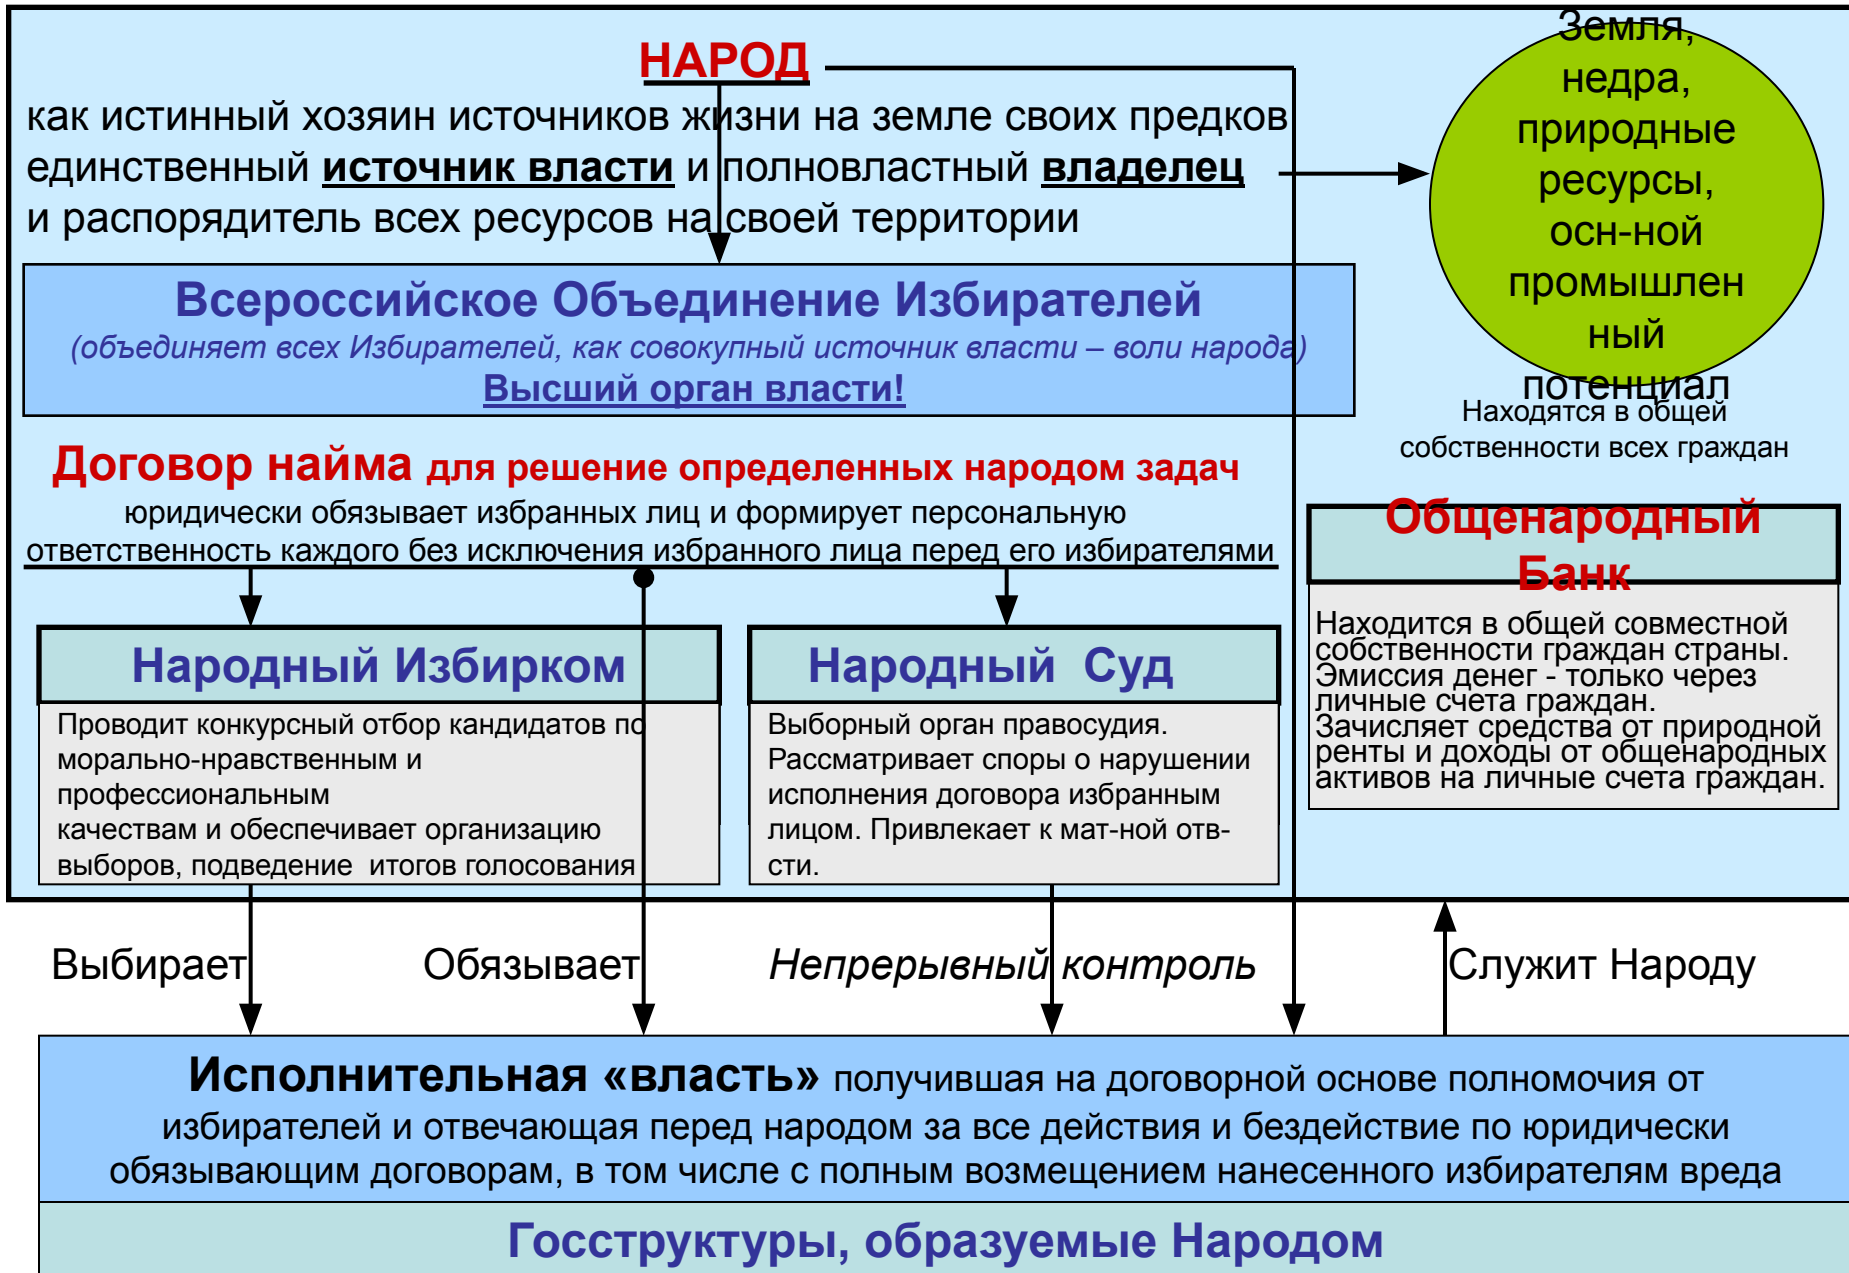 НАРОД
как истинный хозяин источников жизни на земле своих предков
единственный источник власти и полновластный владелец
и распорядитель всех ресурсов на своей территории
Земля,
недра,
природные
ресурсы,
осн-ной
промышлен
ный
потенциал
Находятся в общей
собственности всех граждан
Всероссийское Объединение Избирателей
(объединяет всех Избирателей, как совокупный источник власти – воли народа)
Высший орган власти!
Договор найма для решение определенных народом задач
юридически обязывает избранных лиц и формирует персональную
ответственность каждого без исключения избранного лица перед его избирателями
Общенародный
Банк
Находится в общей совместной
собственности граждан страны.
Эмиссия денег - только через
личные счета граждан.
Зачисляет средства от природной
ренты и доходы от общенародных
активов на личные счета граждан.
Народный Избирком
Проводит конкурсный отбор кандидатов по
морально-нравственным и
профессиональным
качествам и обеспечивает организацию
выборов, подведение итогов голосования
Народный Суд
Выборный орган правосудия.
Рассматривает споры о нарушении
исполнения договора избранным
лицом. Привлекает к мат-ной отв-
сти.
Выбирает
Обязывает
Непрерывный контроль
Служит Народу
Исполнительная «власть» получившая на договорной основе полномочия от
избирателей и отвечающая перед народом за все действия и бездействие по юридически
обязывающим договорам, в том числе с полным возмещением нанесенного избирателям вреда
Госструктуры, образуемые Народом